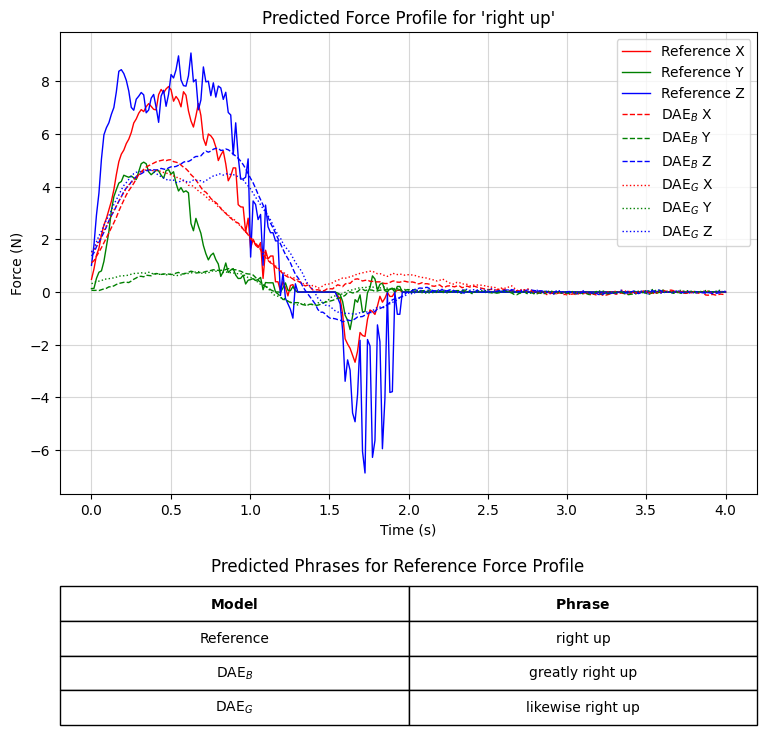 Predicted Force Profile for 'right up'
Reference X
Reference Y
Reference Z
DAE_B X
DAE_B Y
DAE_B Z
DAE_G X
DAE_G Y
DAE_G Z
Force (N)
8
6
4
2
0
−2
−4
−6
0.0 0.5 1.0 1.5 2.0 2.5 3.0 3.5 4.0
Time (s)
Predicted Phrases for Reference Force Profile
Model Phrase
Reference right up
DAE_B greatly right up
DAE_G likewise right up